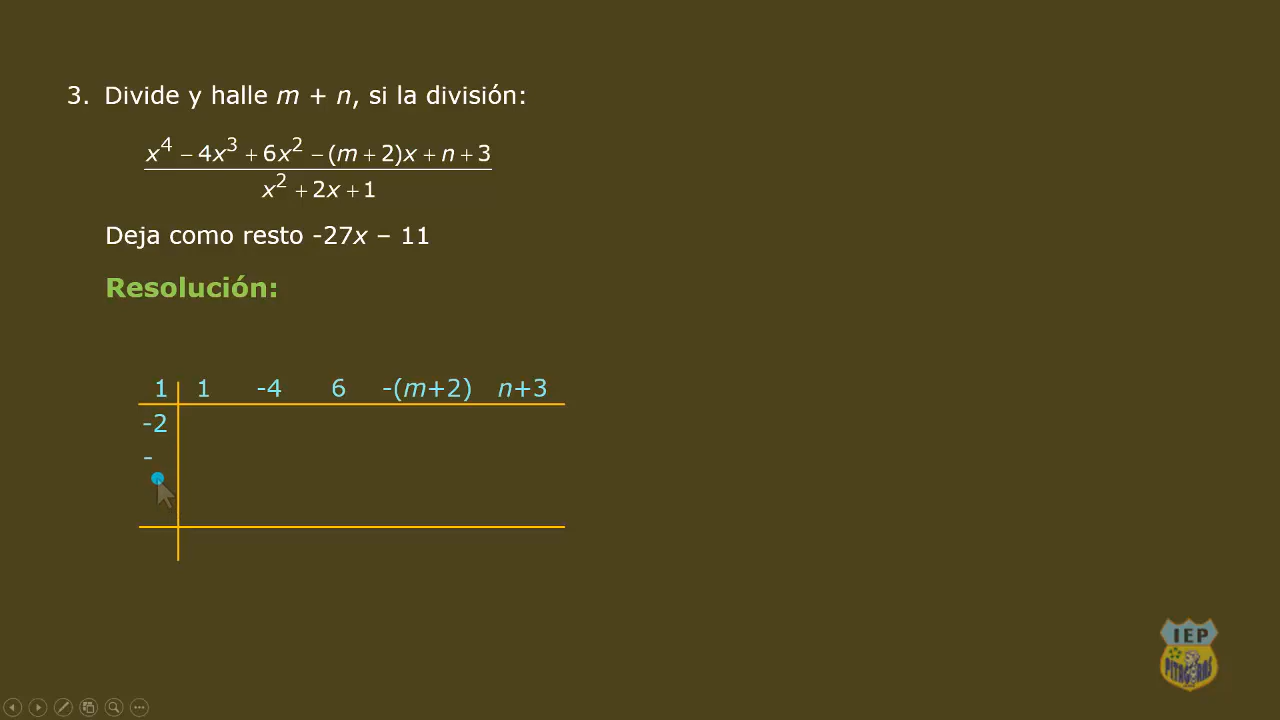 3. Divide y halle m + n, si la división:
x⁴ − 4x³ + 6x² − (m + 2)x + n + 3
x² + 2x + 1
Deja como resto -27x – 11
Resolución:
1 1 -4 6 -(m+2) n+3
-2
-
IEP
PITAGORAS